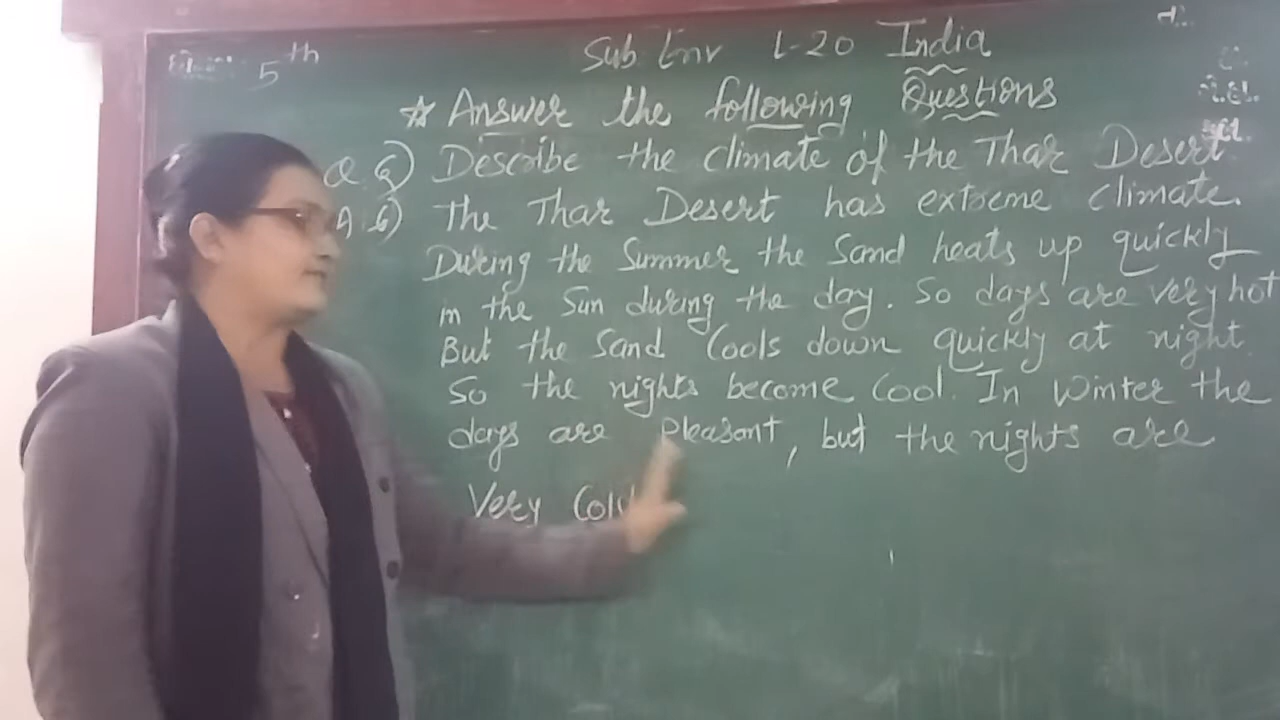 5th
Sub Env L-20 India
☆ Answer the following Questions
Q. 6) Describe the climate of the Thar Desert
A. 6) The Thar Desert has extreme climate.
During the Summer the Sand heats up quickly
in the Sun during the day. So days are very hot
But the Sand Cools down quickly at night.
So the nights become Cool. In Winter the
days are Pleasant, but the nights are
Very Cold